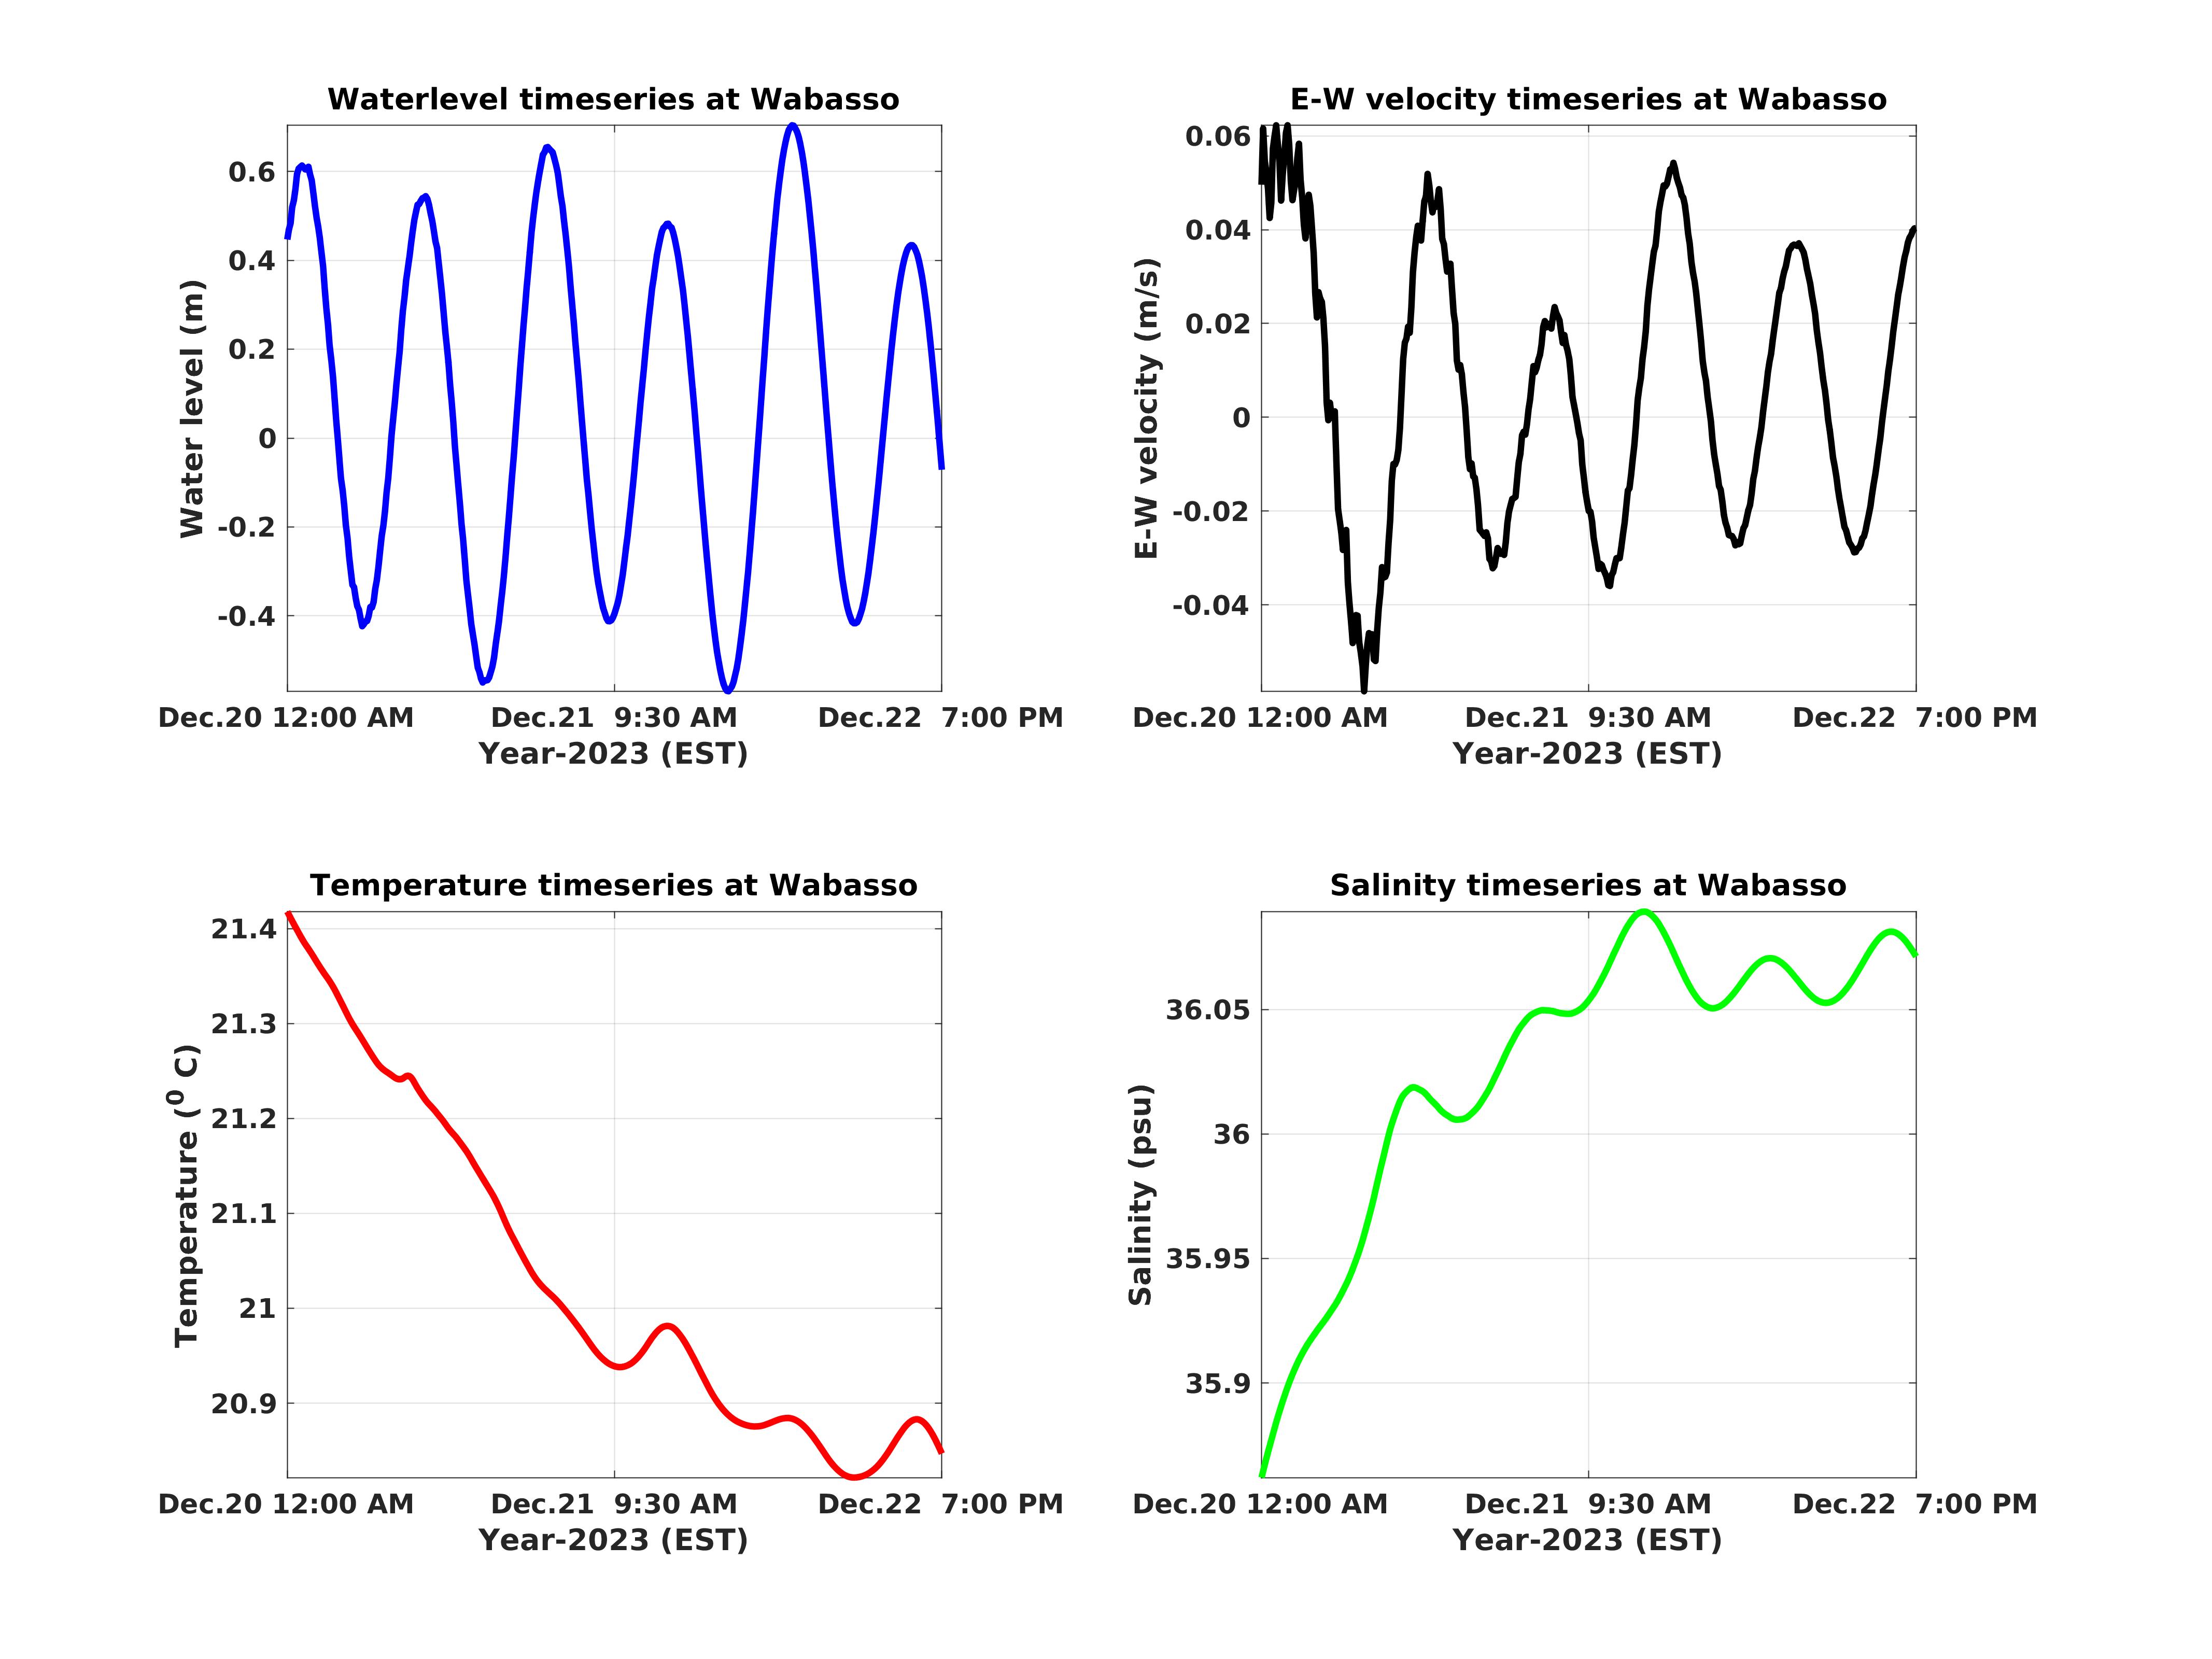 Waterlevel timeseries at Wabasso
0.6
0.4
0.2
0
-0.2
-0.4
Water level (m)
Dec.20 12:00 AM Dec.21 9:30 AM Dec.22 7:00 PM
Year-2023 (EST)
E-W velocity timeseries at Wabasso
0.06
0.04
0.02
0
-0.02
-0.04
E-W velocity (m/s)
Dec.20 12:00 AM Dec.21 9:30 AM Dec.22 7:00 PM
Year-2023 (EST)
Temperature timeseries at Wabasso
21.4
21.3
21.2
21.1
21
20.9
Temperature (⁰ C)
Dec.20 12:00 AM Dec.21 9:30 AM Dec.22 7:00 PM
Year-2023 (EST)
Salinity timeseries at Wabasso
36.05
36
35.95
35.9
Salinity (psu)
Dec.20 12:00 AM Dec.21 9:30 AM Dec.22 7:00 PM
Year-2023 (EST)